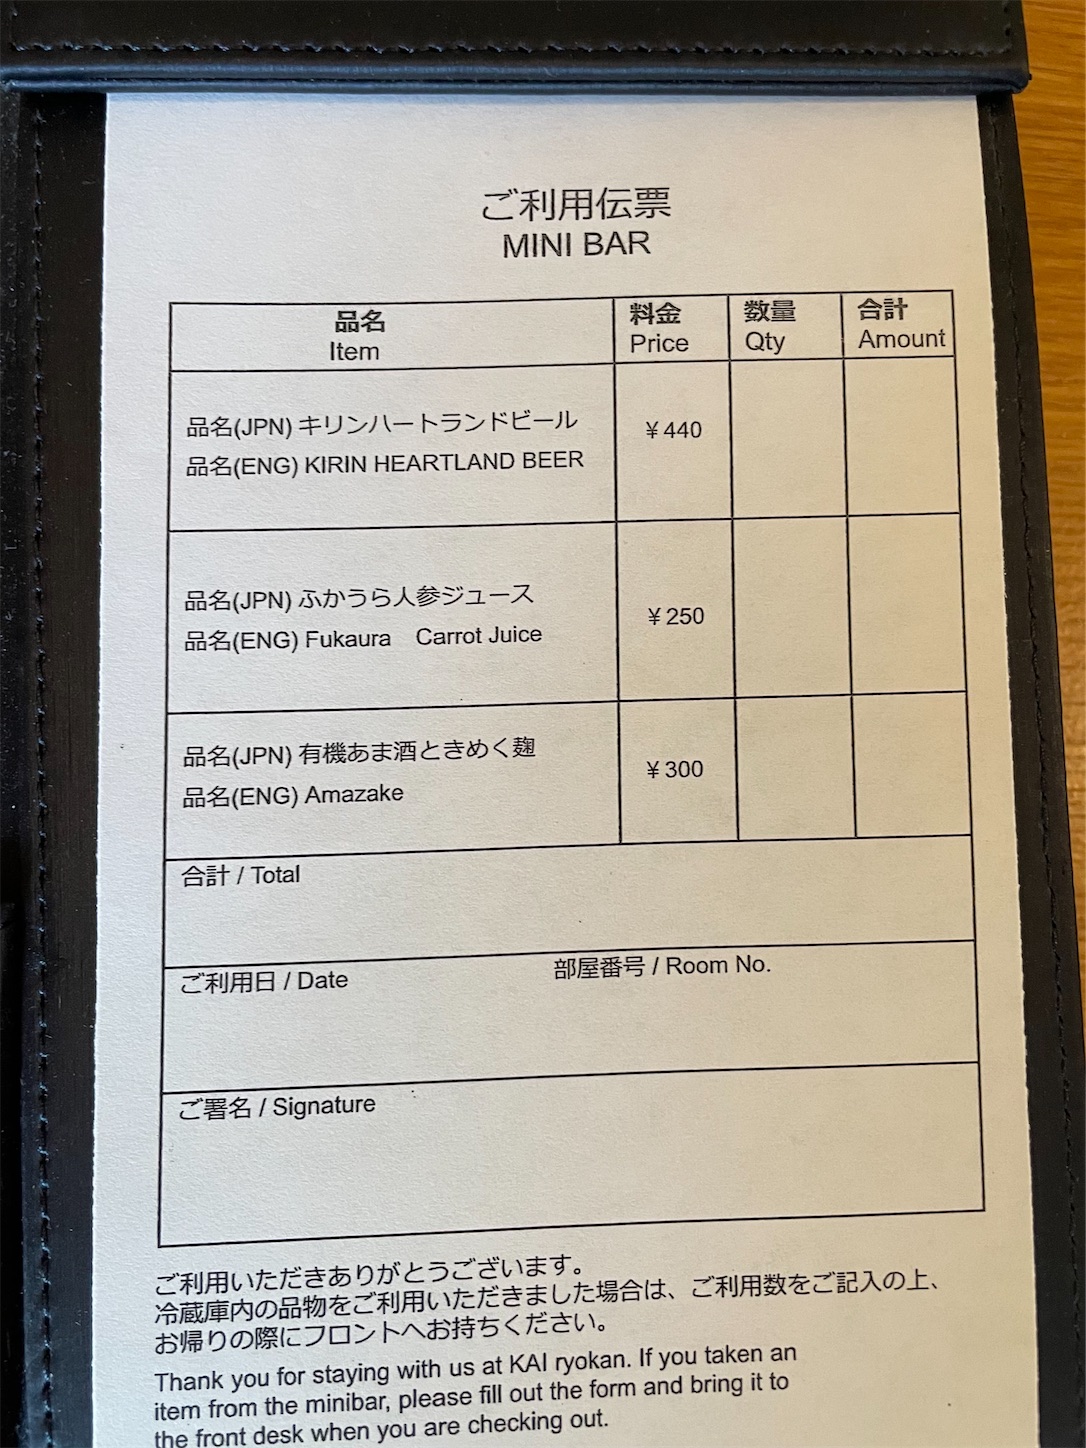 ご利用伝票
MINI BAR
品名 料金 数量 合計
Item Price Qty Amount
品名(JPN) キリンハートランドビール ¥440
品名(ENG) KIRIN HEARTLAND BEER
品名(JPN) ふかうら人参ジュース ¥250
品名(ENG) Fukaura　Carrot Juice
品名(JPN) 有機あま酒ときめく麹 ¥300
品名(ENG) Amazake
合計 / Total
ご利用日 / Date 部屋番号 / Room No.
ご署名 / Signature
ご利用いただきありがとうございます。
冷蔵庫内の品物をご利用いただきました場合は、ご利用数をご記入の上、
お帰りの際にフロントへお持ちください。
Thank you for staying with us at KAI ryokan. If you taken an
item from the minibar, please fill out the form and bring it to
the front desk when you are checking out.